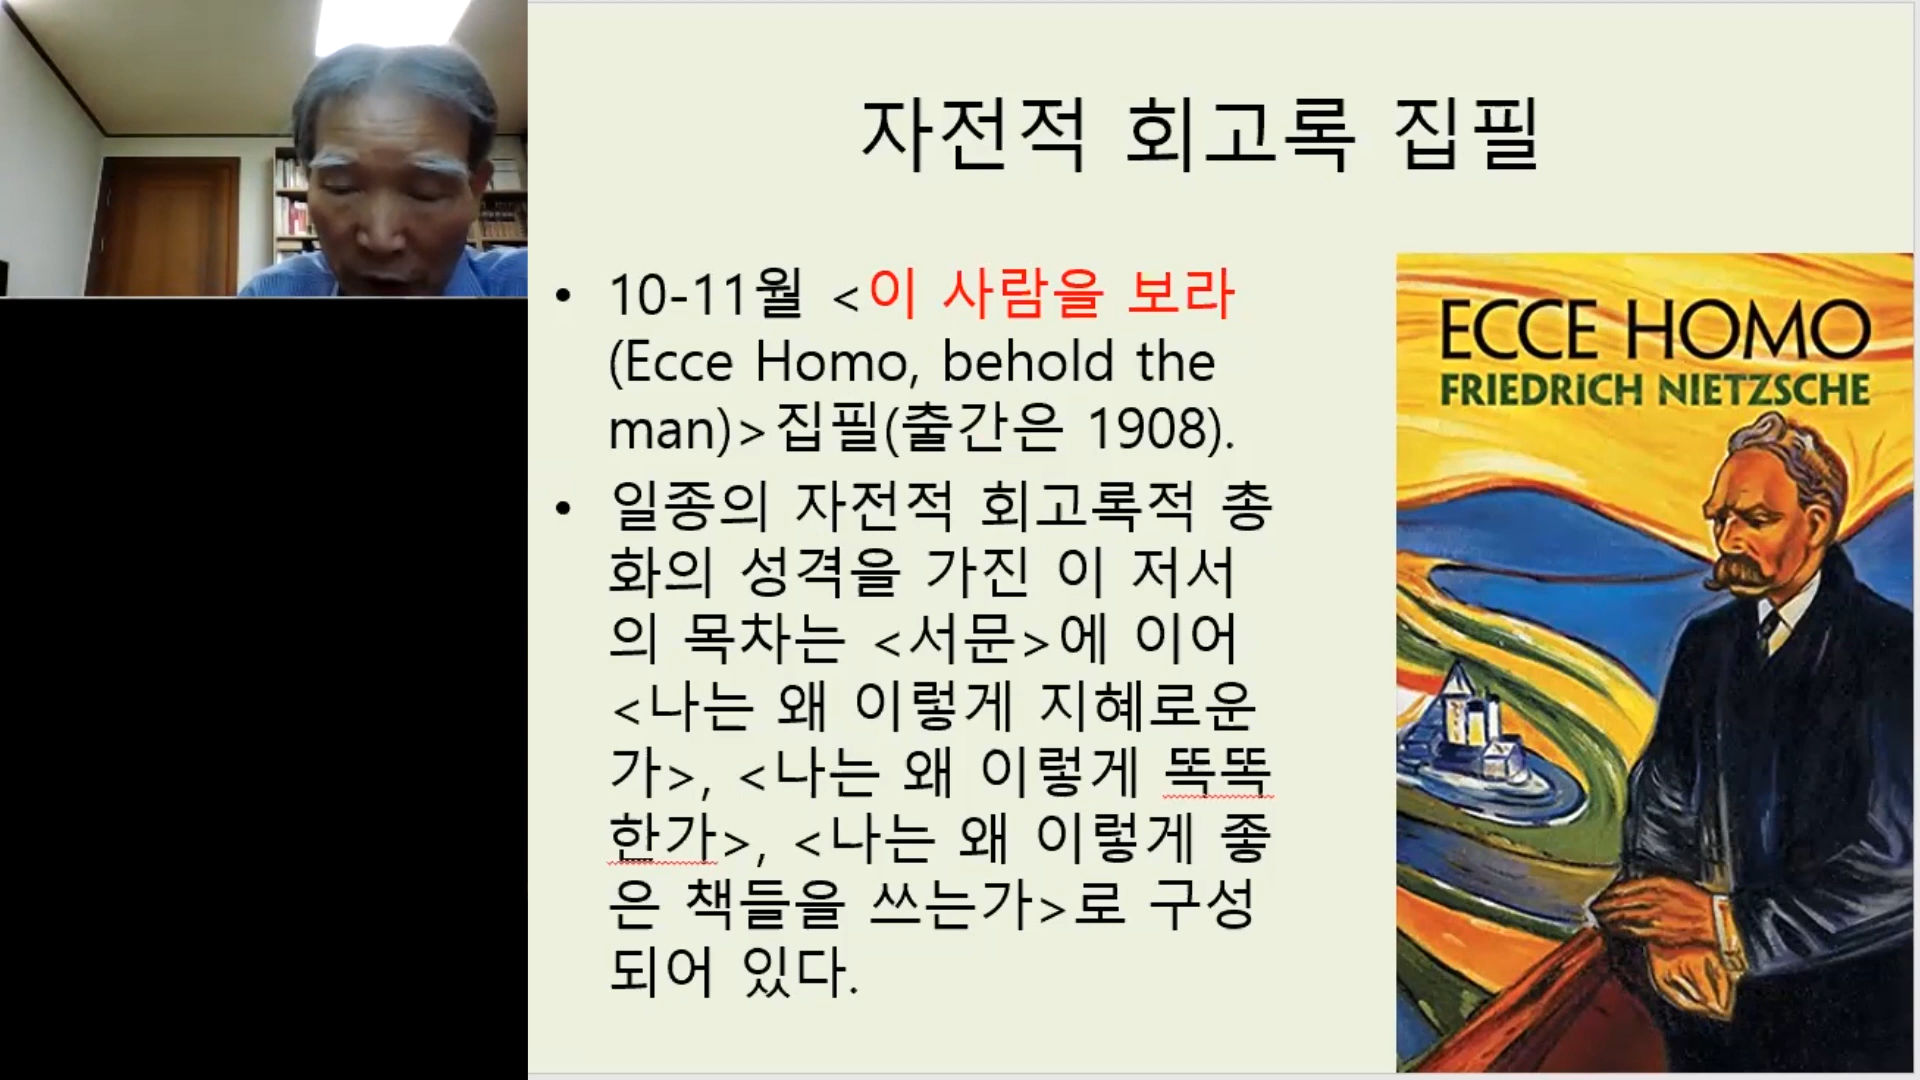 자전적 회고록 집필
• 10-11월 <이 사람을 보라
(Ecce Homo, behold the
man)>집필(출간은 1908).
• 일종의 자전적 회고록적 총
화의 성격을 가진 이 저서
의 목차는 <서문>에 이어
<나는 왜 이렇게 지혜로운
가>, <나는 왜 이렇게 똑똑
한가>, <나는 왜 이렇게 좋
은 책들을 쓰는가>로 구성
되어 있다.
ECCE HOMO
FRIEDRICH NIETZSCHE